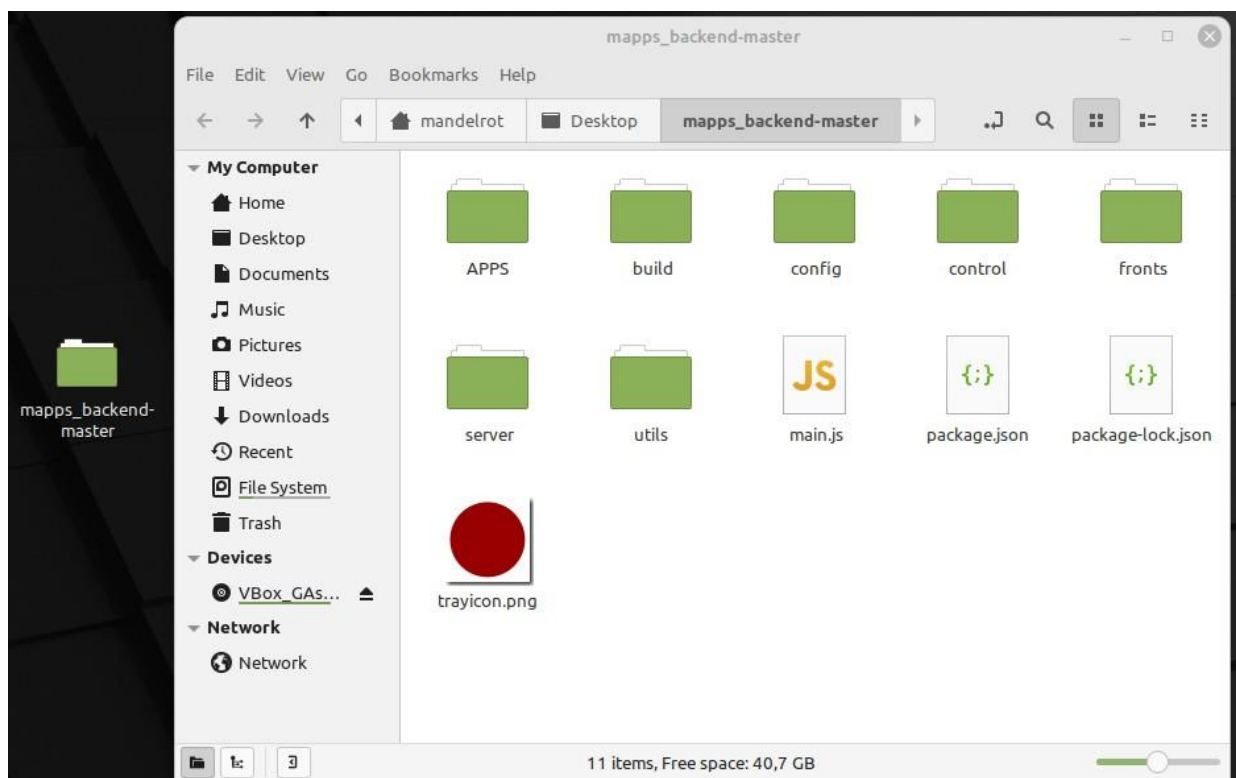 mapps_backend-master
File Edit View Go Bookmarks Help
mandelrot Desktop mapps_backend-master
My Computer
Home
Desktop
Documents
Music
Pictures
Videos
Downloads
Recent
File System
Trash
Devices
VBox_GAs...
Network
Network
APPS build config control fronts
JS {;} {;}
server utils main.js package.json package-lock.json
trayicon.png
11 items, Free space: 40,7 GB
mapps_backend-
master